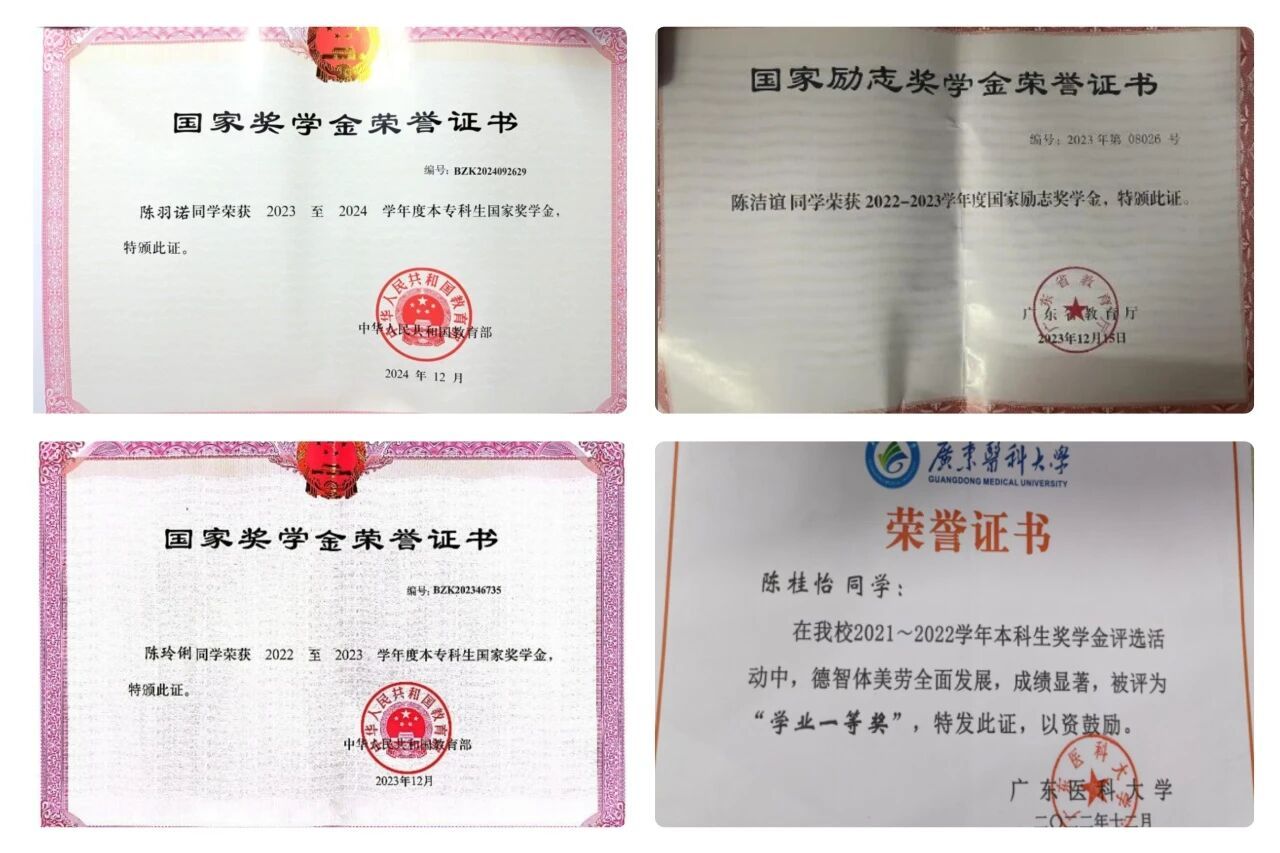 国家奖学金荣誉证书
编号: BZK2024092629
陈羽诺同学荣获 2023 至 2024 学年度本专科生国家奖学金,
特颁此证。
中华人民共和国教育部
中华人民共和国教育部
2024 年 12 月
国家励志奖学金荣誉证书
编号: 2023 年第 08026 号
陈洁谊 同学荣获 2022-2023学年度国家励志奖学金, 特颁此证。
广东省教育厅
广东省教育厅
2023年12月15日
国家奖学金荣誉证书
编号: BZK202346735
陈玲俐同学荣获 2022 至 2023 学年度本专科生国家奖学金,
特颁此证。
中华人民共和国教育部
中华人民共和国教育部
2023年12月
廣東醫科大学
GUANGDONG MEDICAL UNIVERSITY
荣誉证书
陈桂怡 同学:
在我校2021~2022学年本科生奖学金评选活
动中, 德智体美劳全面发展, 成绩显著, 被评为
“学业一等奖”, 特发此证, 以资鼓励。
广东医科大学
广东医科大学
二〇二二年十二月